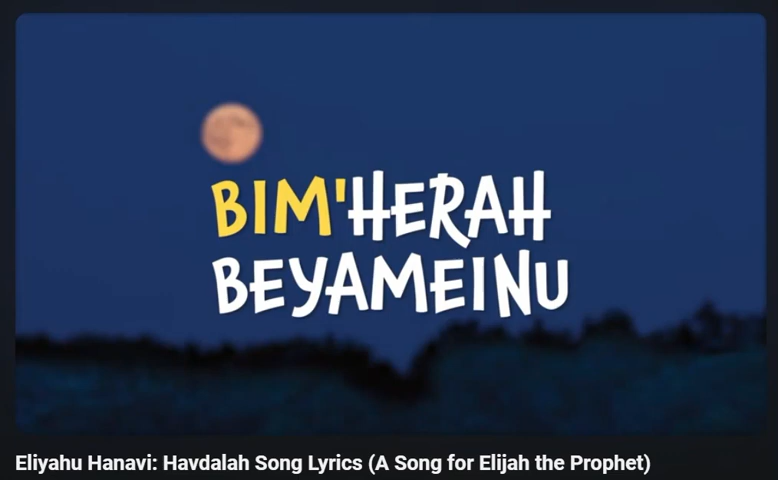 BIM'HERAH
BEYAMEINU
Eliyahu Hanavi: Havdalah Song Lyrics (A Song for Elijah the Prophet)